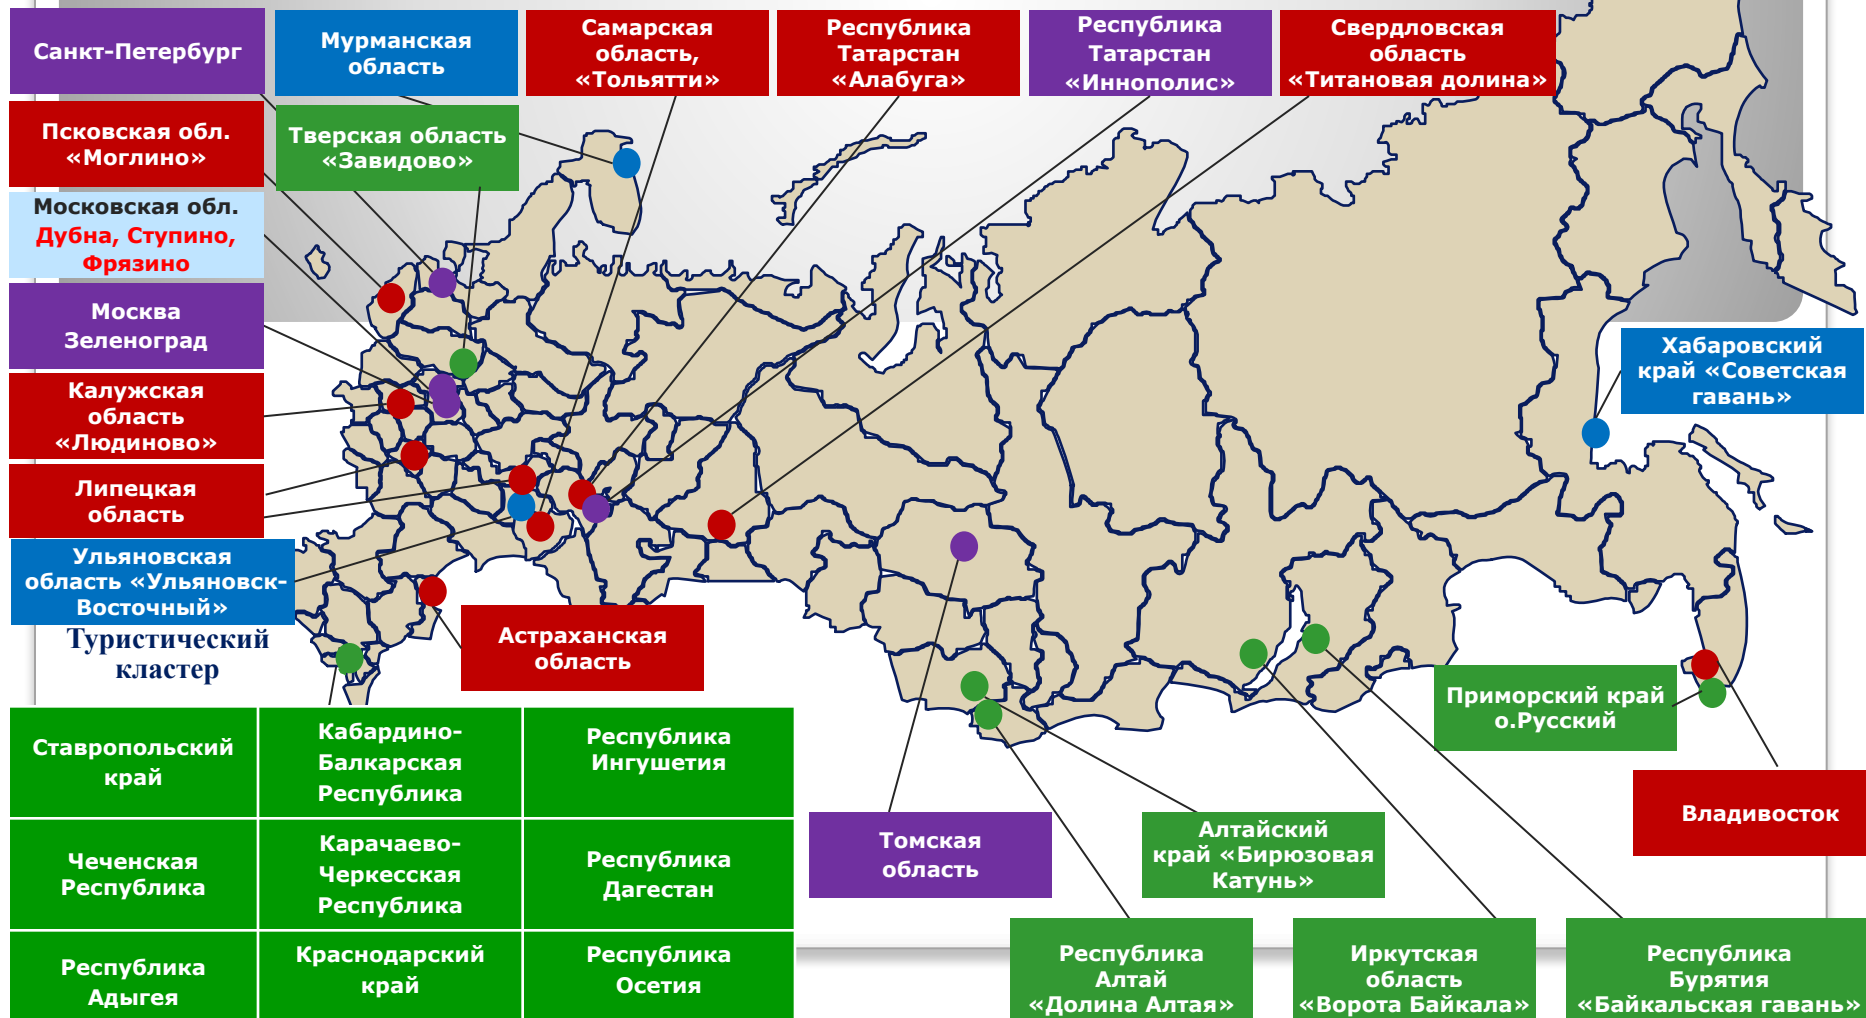 Санкт-Петербург
Мурманская
область
Самарская
область,
«Тольятти»
Республика
Татарстан
«Алабуга»
Республика
Татарстан
«Иннополис»
Свердловская
область
«Титановая долина»
Псковская обл.
«Моглино»
Тверская область
«Завидово»
Московская обл.
Дубна, Ступино,
Фрязино
Москва
Зеленоград
Хабаровский
край «Советская
гавань»
Калужская
область
«Людиново»
Липецкая
область
Ульяновская
область «Ульяновск-
Восточный»
Туристический
кластер
Астраханская
область
Приморский край
о.Русский
Владивосток
Ставропольский
край
Кабардино-
Балкарская
Республика
Республика
Ингушетия
Чеченская
Республика
Карачаево-
Черкесская
Республика
Республика
Дагестан
Республика
Адыгея
Краснодарский
край
Республика
Осетия
Томская
область
Алтайский
край «Бирюзовая
Катунь»
Республика
Алтай
«Долина Алтая»
Иркутская
область
«Ворота Байкала»
Республика
Бурятия
«Байкальская гавань»